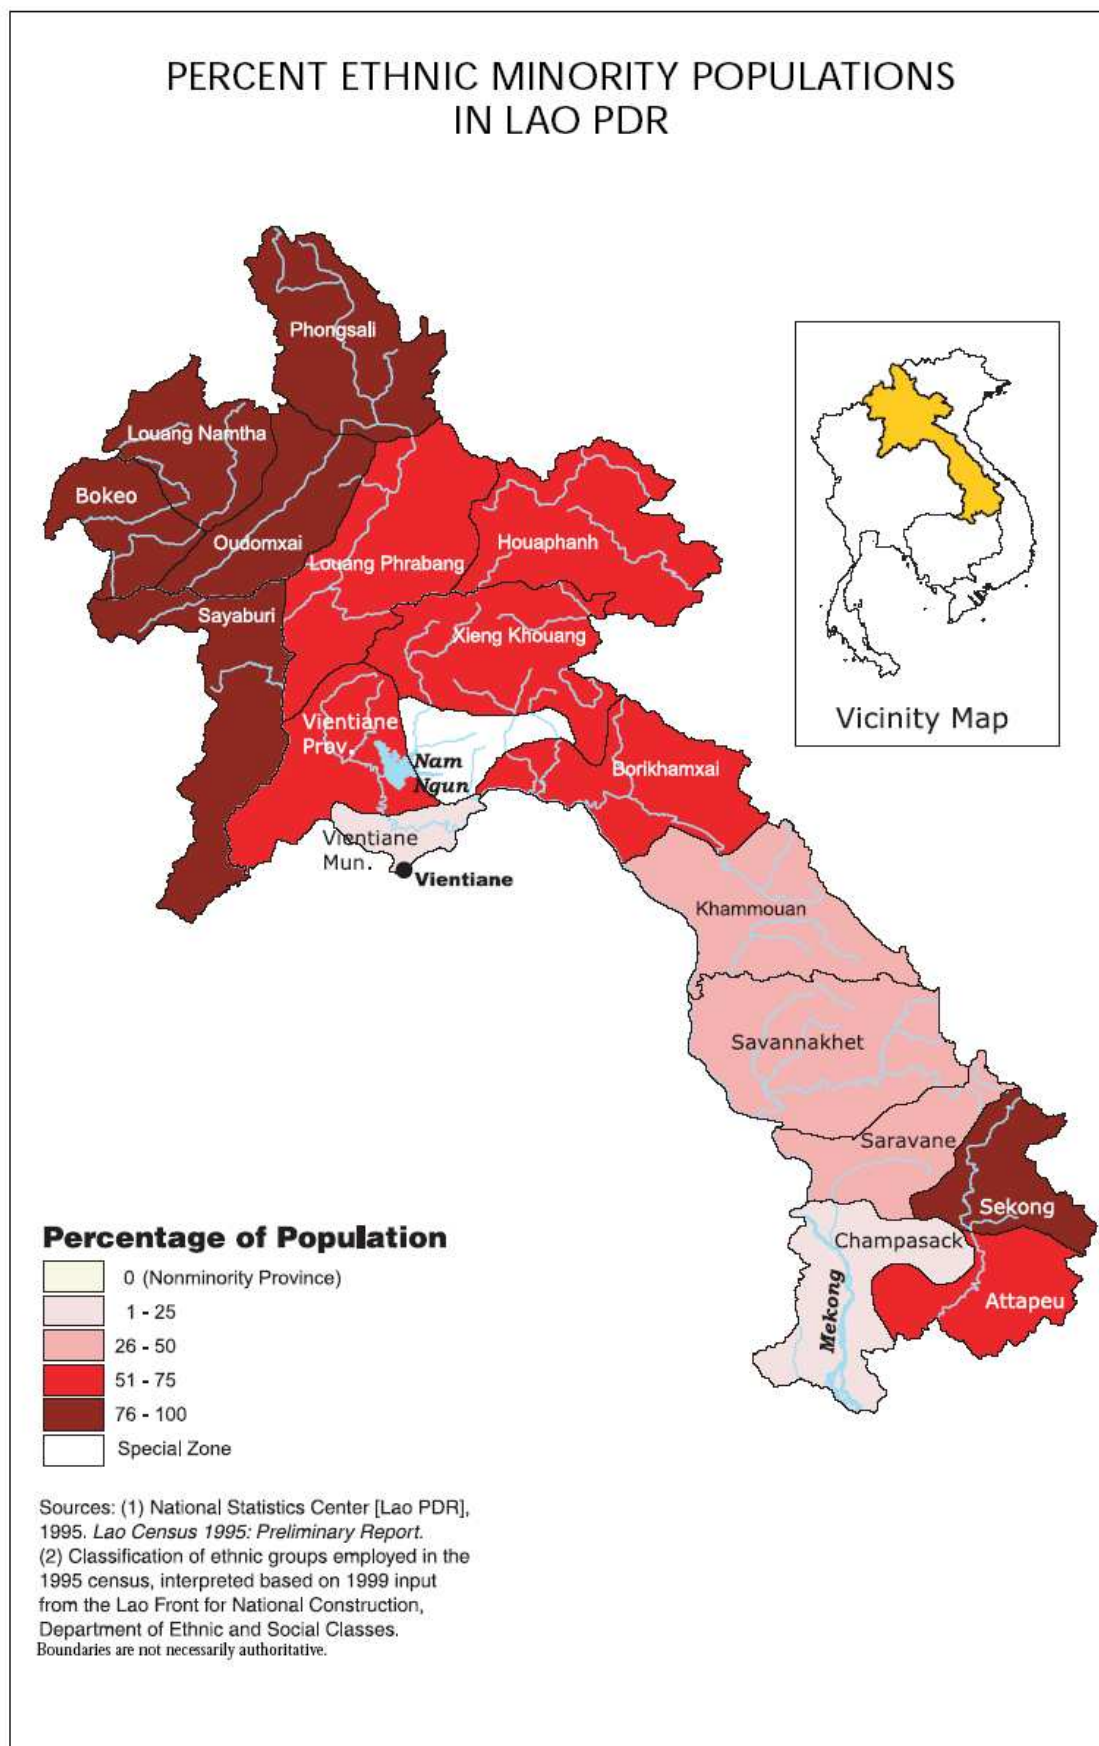 PERCENT ETHNIC MINORITY POPULATIONS
IN LAO PDR
Phongsali
Louang Namtha
Bokeo
Oudomxai
Louang Phrabang
Houaphanh
Sayaburi
Xieng Khouang
Vientiane
Prov.
Nam
Ngun
Borikhamxai
Vientiane
Mun.
Vientiane
Khammouan
Savannakhet
Saravane
Sekong
Champasack
Attapeu
Mekong
Vicinity Map
Percentage of Population
0 (Nonminority Province)
1 - 25
26 - 50
51 - 75
76 - 100
Special Zone
Sources: (1) National Statistics Center [Lao PDR],
1995. Lao Census 1995: Preliminary Report.
(2) Classification of ethnic groups employed in the
1995 census, interpreted based on 1999 input
from the Lao Front for National Construction,
Department of Ethnic and Social Classes.
Boundaries are not necessarily authoritative.